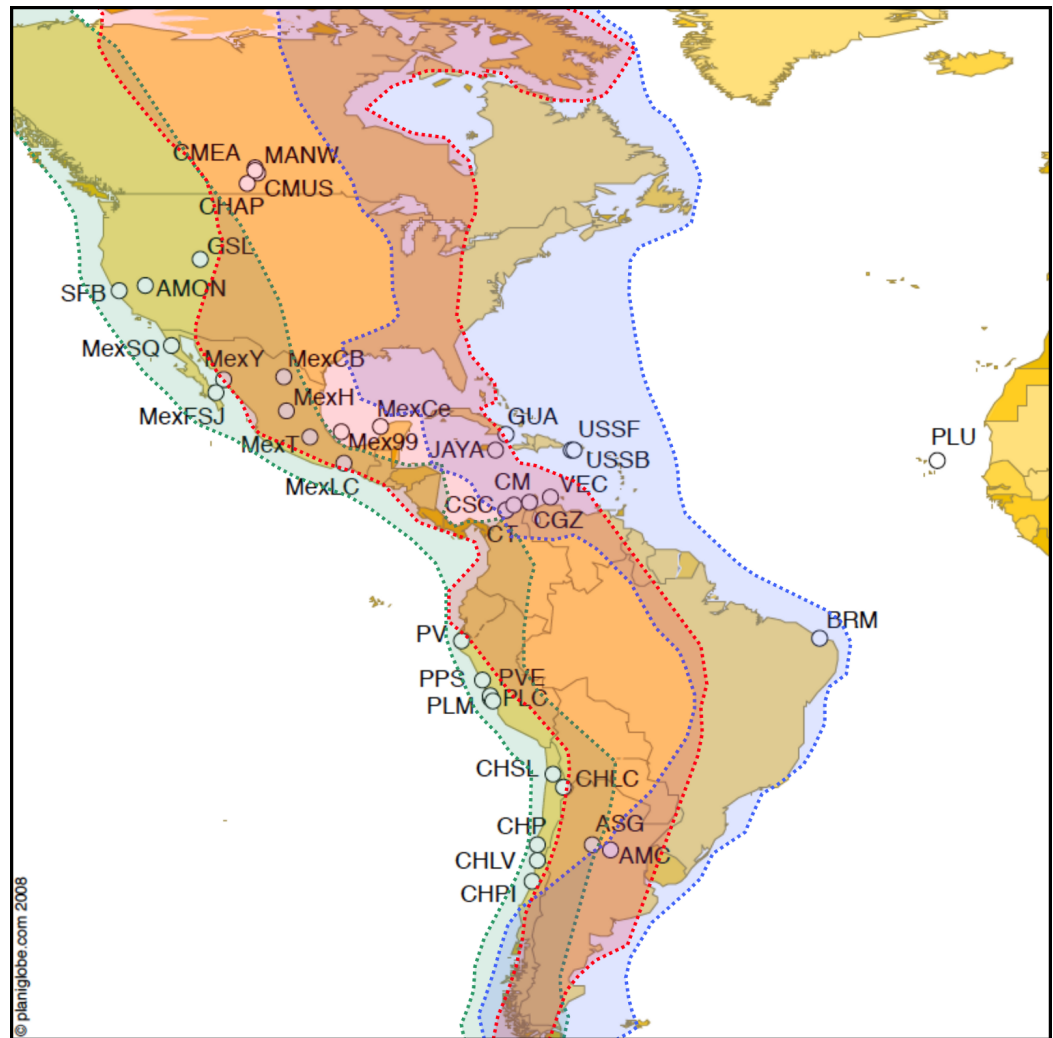 CMEA
MANW
CMUS
CHAP
GSL
SFB
AMON
MexSQ
MexY
MexCB
MexH
MexFSJ
MexCe
MexT
Mex99
MexLC
GUA
JAYA
USSF
USSB
PLU
CM
VEC
CSC
CGZ
CT
BRM
PV
PPS
PVE
PLC
PLM
CHSL
CHLC
CHP
ASG
AMC
CHLV
CHPI
© planiglobe.com 2008